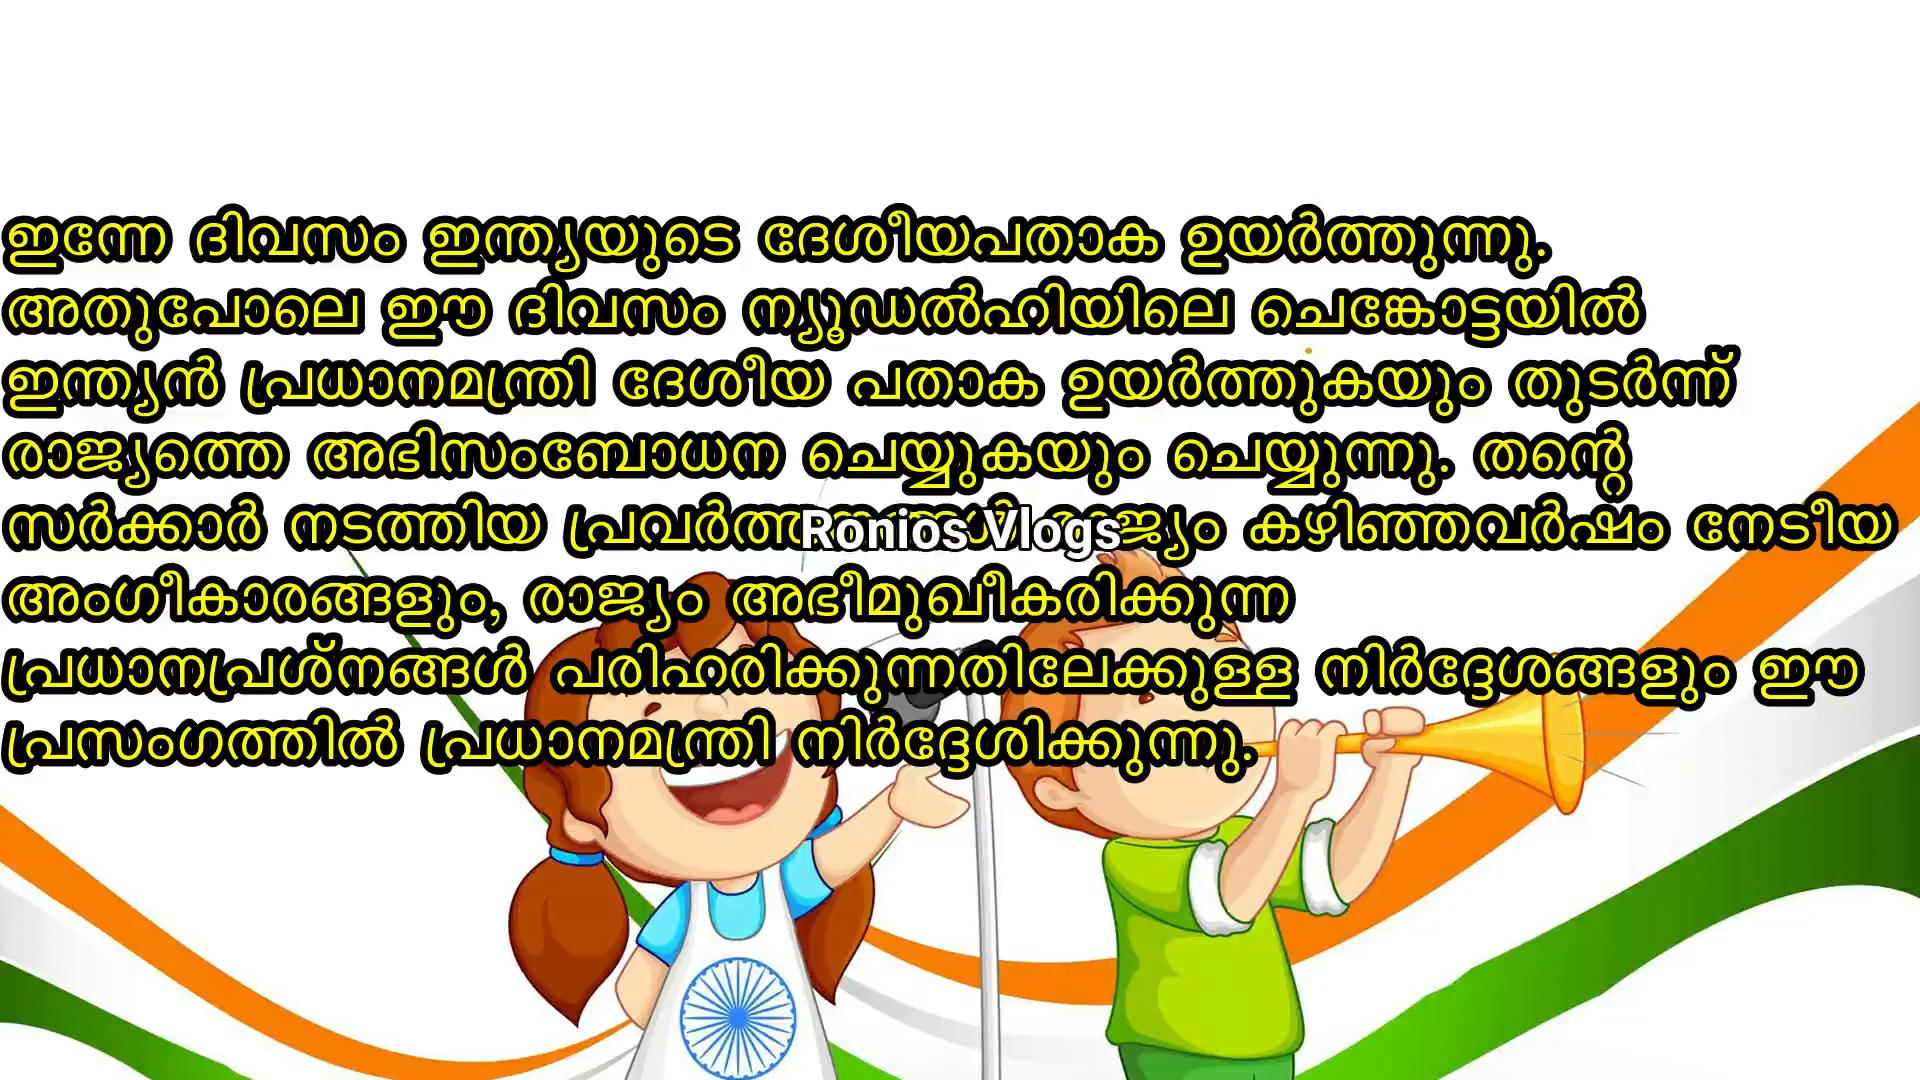 ഇന്നേ ദിവസം ഇന്ത്യയുടെ ദേശീയപതാക ഉയർത്തുന്നു.
അതുപോലെ ഈ ദിവസം ന്യൂഡൽഹിയിലെ ചെങ്കോട്ടയിൽ
ഇന്ത്യൻ പ്രധാനമന്ത്രി ദേശീയ പതാക ഉയർത്തുകയും തുടർന്ന്
രാജ്യത്തെ അഭിസംബോധന ചെയ്യുകയും ചെയ്യുന്നു. തന്റെ
സർക്കാർ നടത്തിയ കഴിഞ്ഞവർഷം നേടീയ
Ronios Vlogs
അംഗീകാരങ്ങളും, രാജ്യം അഭീമുഖീകരിക്കുന്ന
പ്രധാനപ്രശ്നങ്ങൾ പരിഹരിക്കുന്നതിലേക്കുള്ള നിർദ്ദേശങ്ങളും ഈ
പ്രസംഗത്തിൽ പ്രധാനമന്ത്രി നിർദ്ദേശിക്കുന്നു.